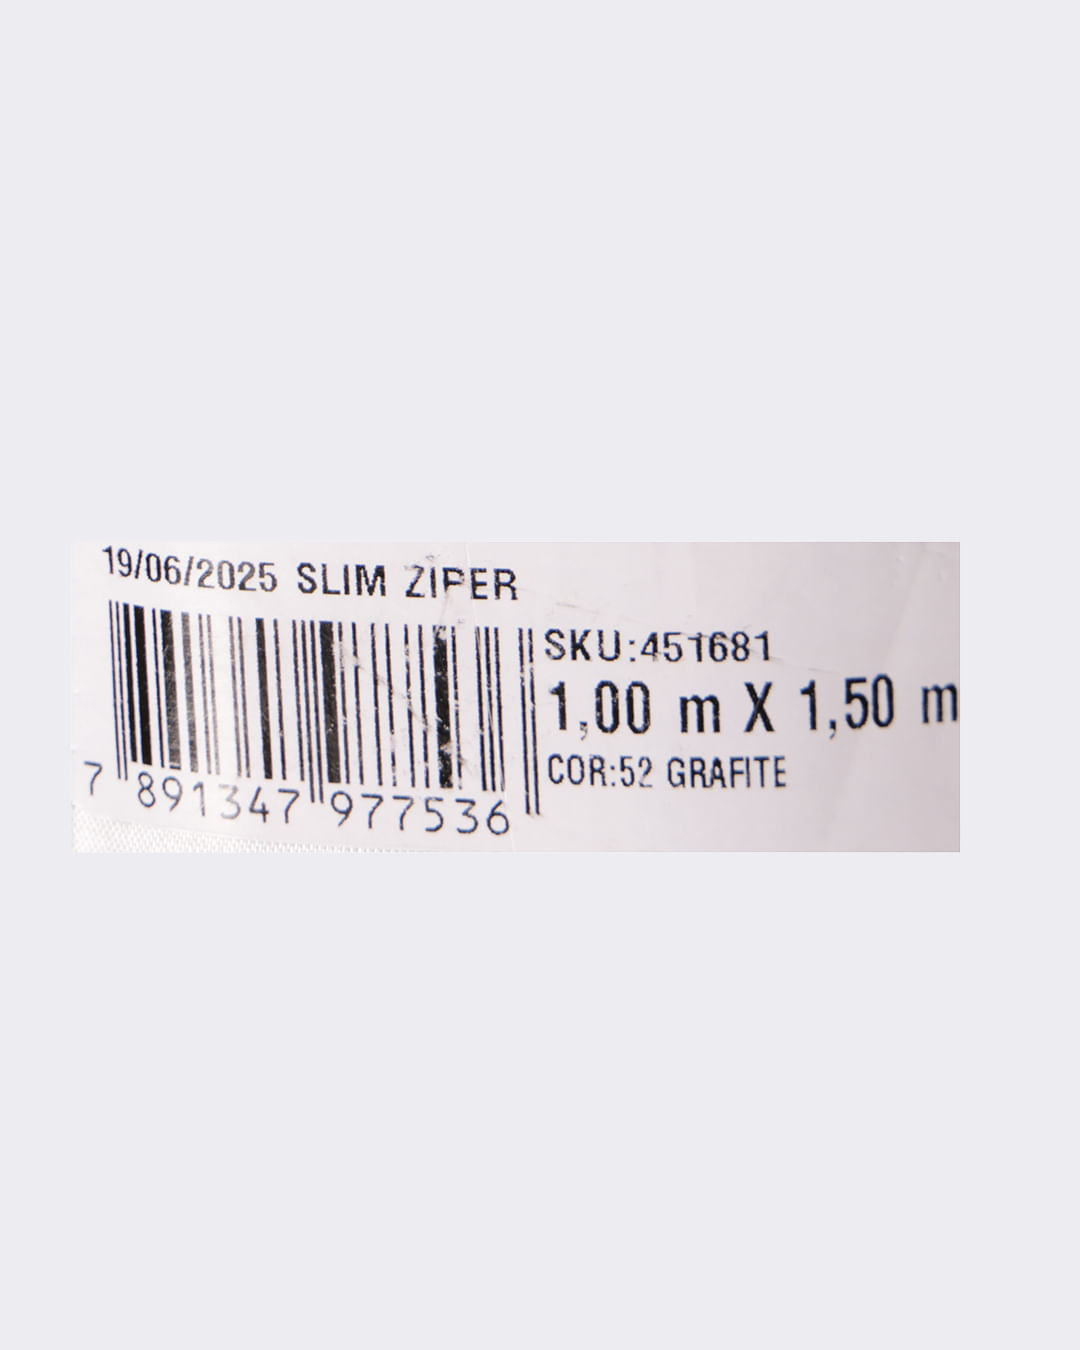 19/06/2025 SLIM ZIPER
SKU:451681
1,00 m X 1,50 m
COR:52 GRAFITE
7 891347 977536